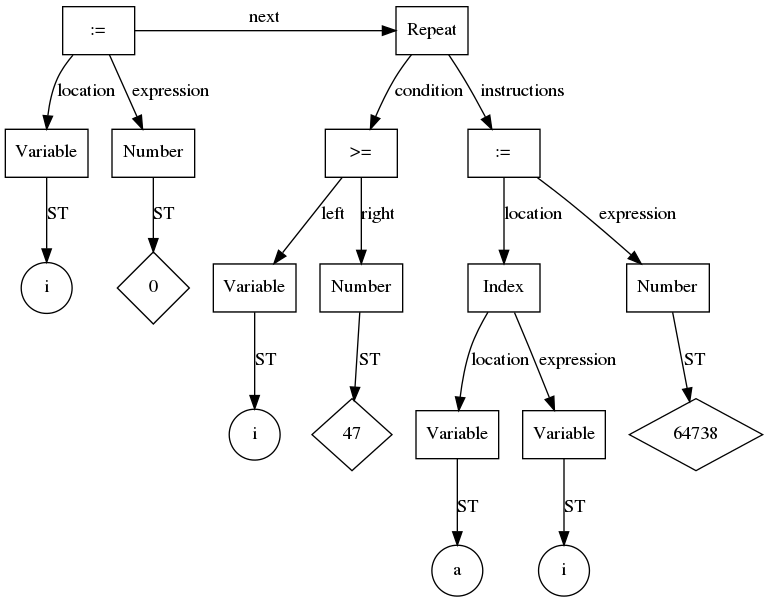 :=
next
Repeat
location
expression
condition
instructions
Variable
Number
>=
:=
ST
ST
left
right
location
expression
i
0
Variable
Number
Index
Number
ST
ST
location
expression
ST
i
47
Variable
Variable
64738
ST
ST
a
i